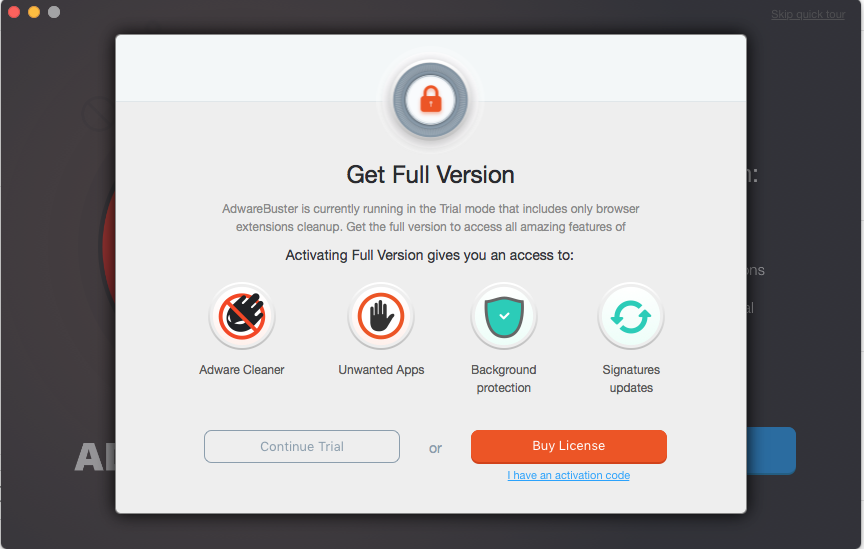 Skip quick tour
Get Full Version
AdwareBuster is currently running in the Trial mode that includes only browser
extensions cleanup. Get the full version to access all amazing features of
Activating Full Version gives you an access to:
Adware Cleaner
Unwanted Apps
Background
protection
Signatures
updates
Continue Trial
or
Buy License
I have an activation code